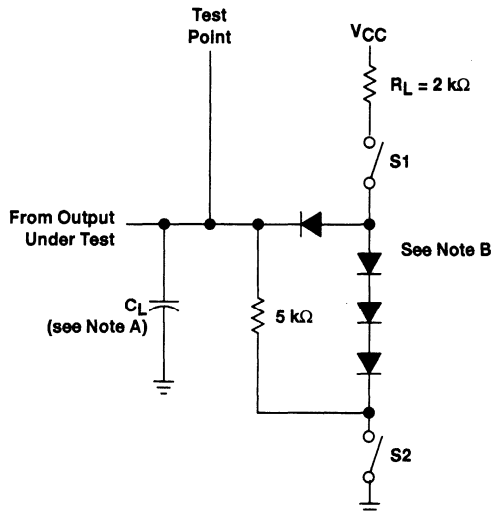 Test
Point
VCC
RL = 2 kΩ
S1
From Output
Under Test
See Note B
CL
(see Note A)
5 kΩ
S2